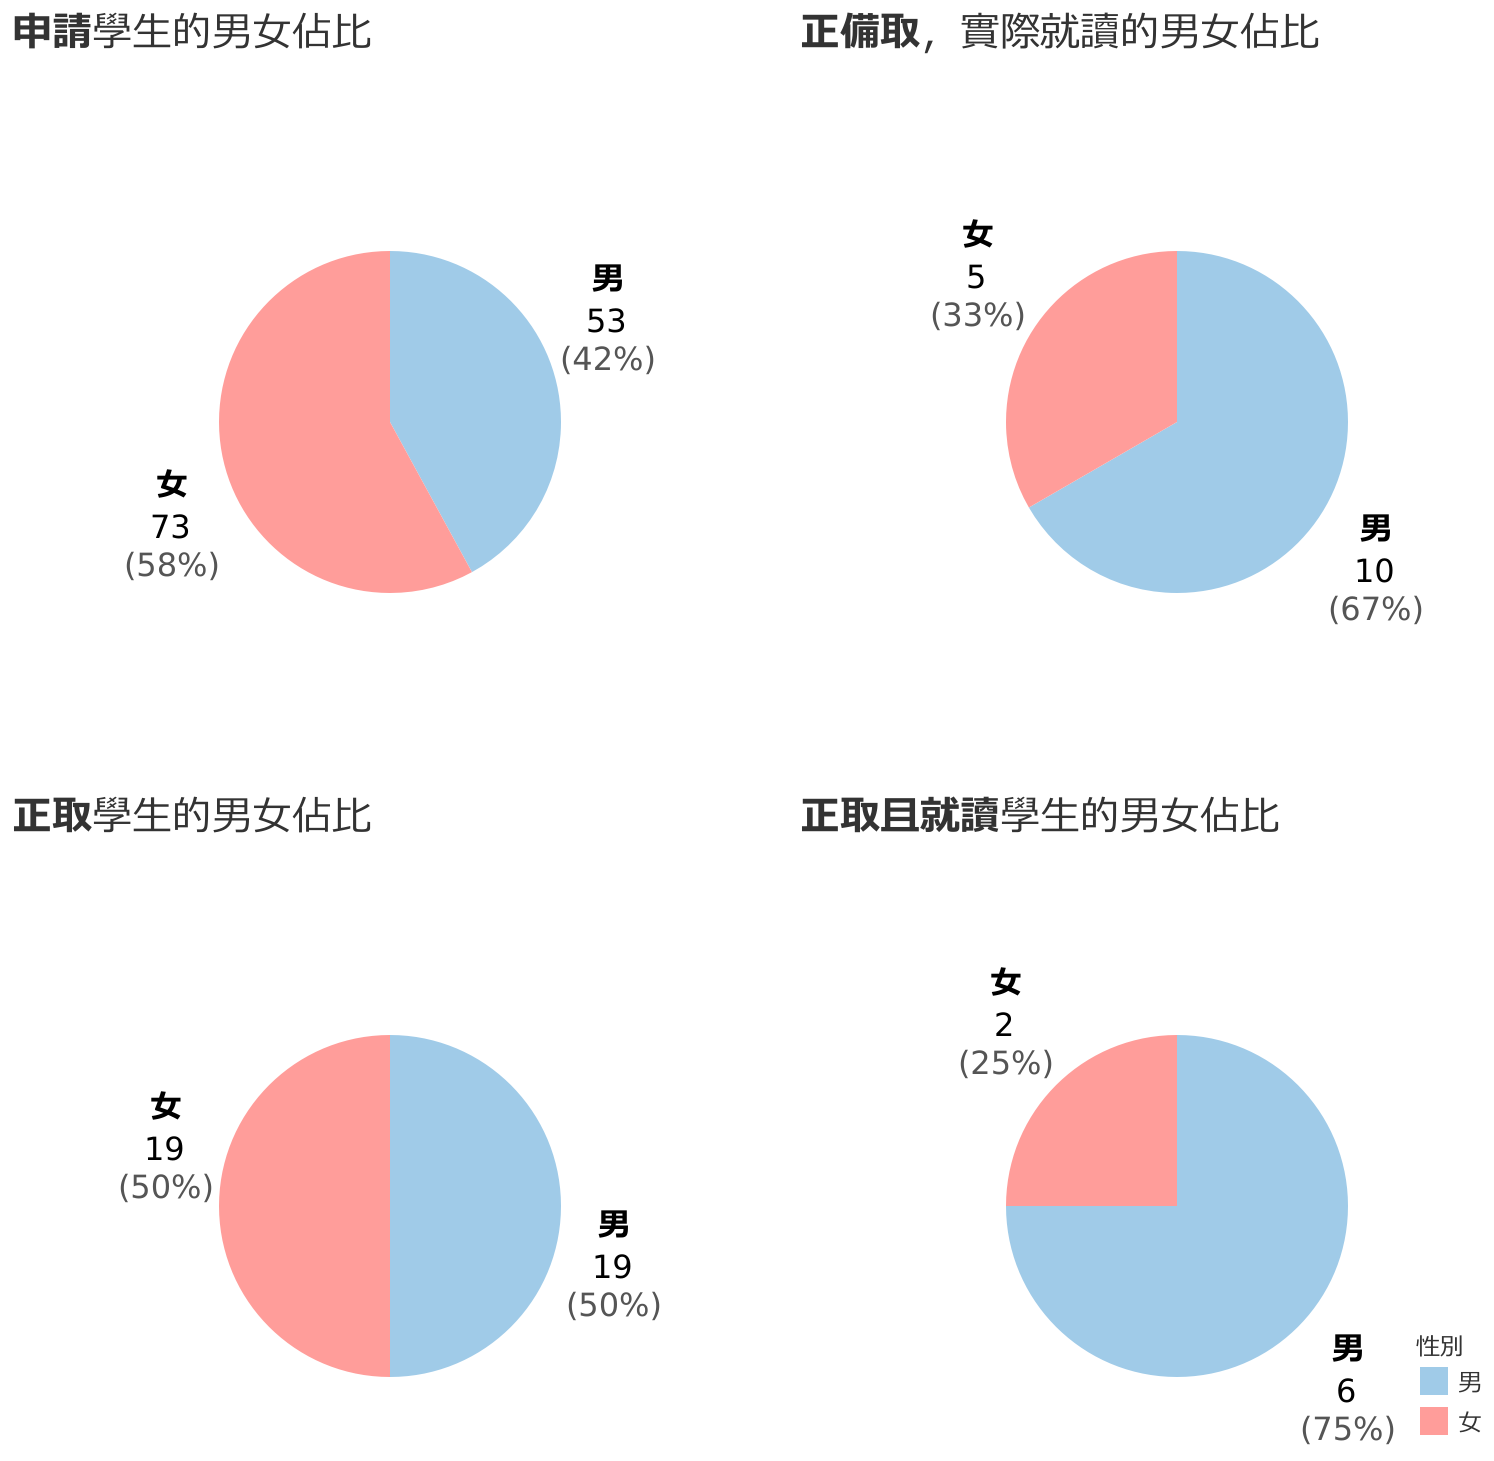 申請學生的男女佔比
男
53
(42%)
女
73
(58%)
正備取，實際就讀的男女佔比
女
5
(33%)
男
10
(67%)
正取學生的男女佔比
女
19
(50%)
男
19
(50%)
正取且就讀學生的男女佔比
女
2
(25%)
男
6
(75%)
性別
男
女